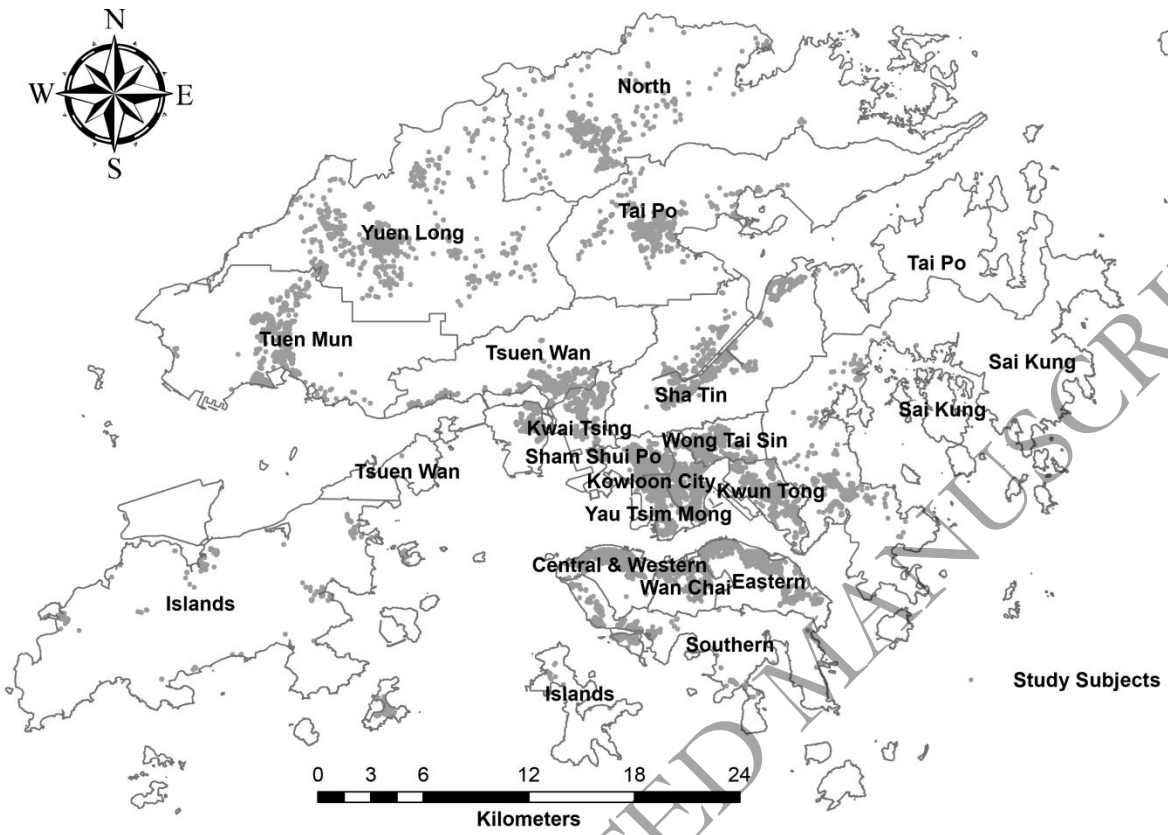 N
W E
S
North
Tai Po
Yuen Long
Tai Po
Tuen Mun
Tsuen Wan
Sai Kung
Sha Tin
Sai Kung
Kwai Tsing
Wong Tai Sin
Sham Shui Po
Tsuen Wan
Kowloon City
Kwun Tong
Yau Tsim Mong
Central & Western
Wan Chai
Eastern
Islands
Southern
Islands
Study Subjects
0 3 6 12 18 24
Kilometers
TED MANUSCRI